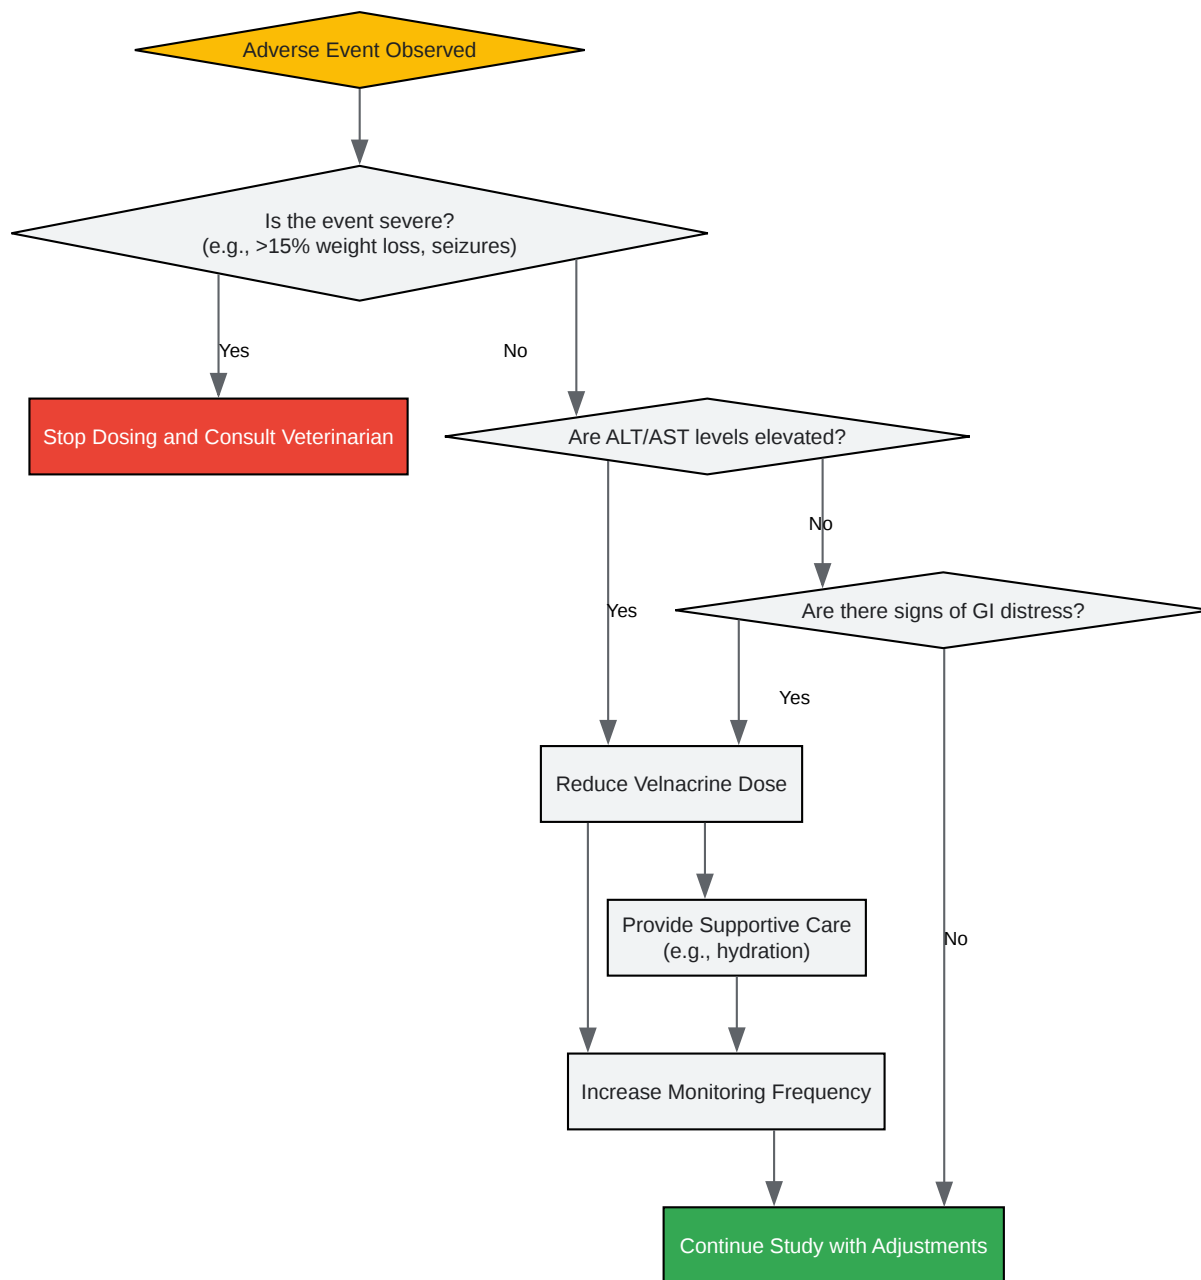 Adverse Event Observed
Is the event severe?
(e.g., >15% weight loss, seizures)
Yes
No
Stop Dosing and Consult Veterinarian
Are ALT/AST levels elevated?
No
Yes
Are there signs of GI distress?
Yes
Reduce Velnacrine Dose
Provide Supportive Care
(e.g., hydration)
No
Increase Monitoring Frequency
Continue Study with Adjustments